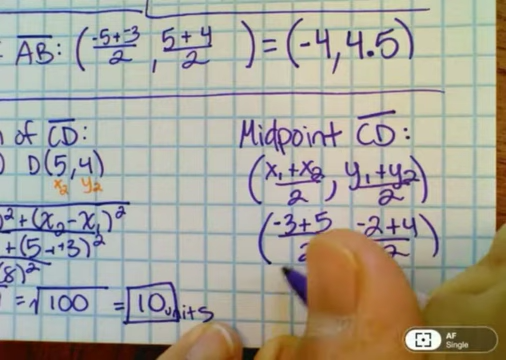 AB: (-5+-3/2, 5+4/2) = (-4, 4.5)
of CD:
D(5,4)
x₂ y₂
)² + (x₂ - x₁)²
+ (5-+3)²
(8)²
= √100 = 10 units
Midpoint CD:
(x₁+x₂/2, y₁+y₂/2)
(-3+5/2, -2+4/2)
AF
Single